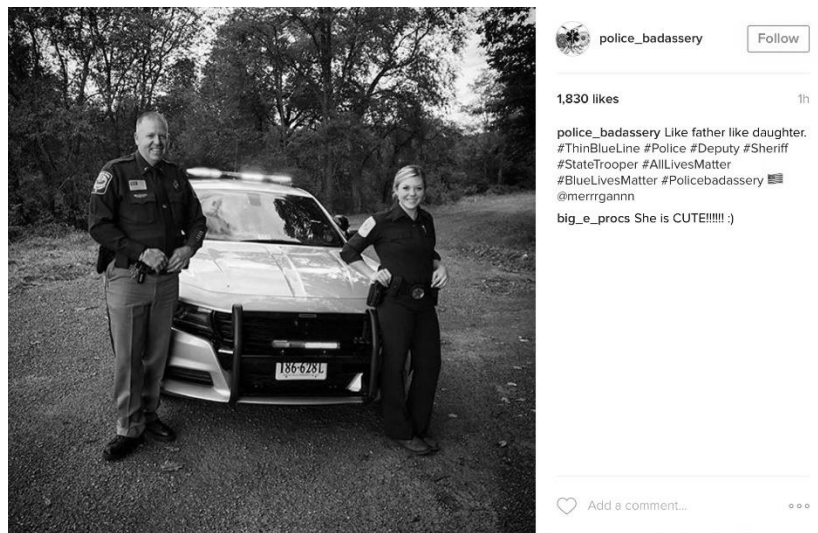 police_badassery
Follow
1,830 likes
1h
police_badassery Like father like daughter.
#ThinBlueLine #Police #Deputy #Sheriff
#StateTrooper #AllLivesMatter
#BlueLivesMatter #Policebadassery
@merrrgannn
big_e_procs She is CUTE!!!!!! :)
186-628L
Add a comment...